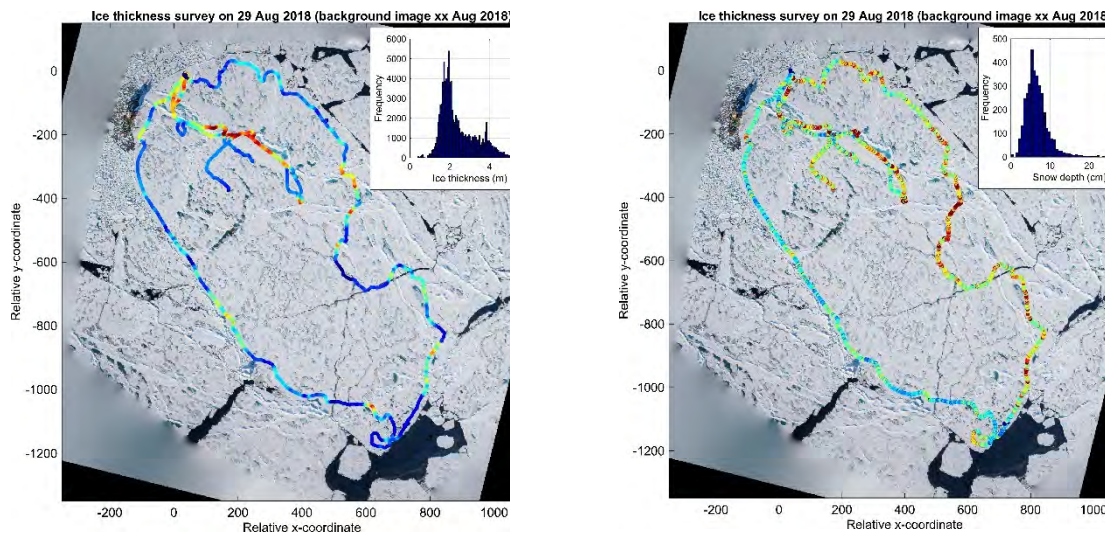 Ice thickness survey on 29 Aug 2018 (background image xx Aug 2018)
6000
5000
4000
3000
2000
1000
0
Frequency
0 2 4
Ice thickness (m)
0
-200
-400
-600
-800
-1000
-1200
Relative y-coordinate
-200 0 200 400 600 800 1000
Relative x-coordinate
Ice thickness survey on 29 Aug 2018 (background image xx Aug 2018
500
400
300
200
100
0
Frequency
0 10 20
Snow depth (cm)
0
-200
-400
-600
-800
-1000
-1200
Relative y-coordinate
-200 0 200 400 600 800 1000
Relative x-coordinate